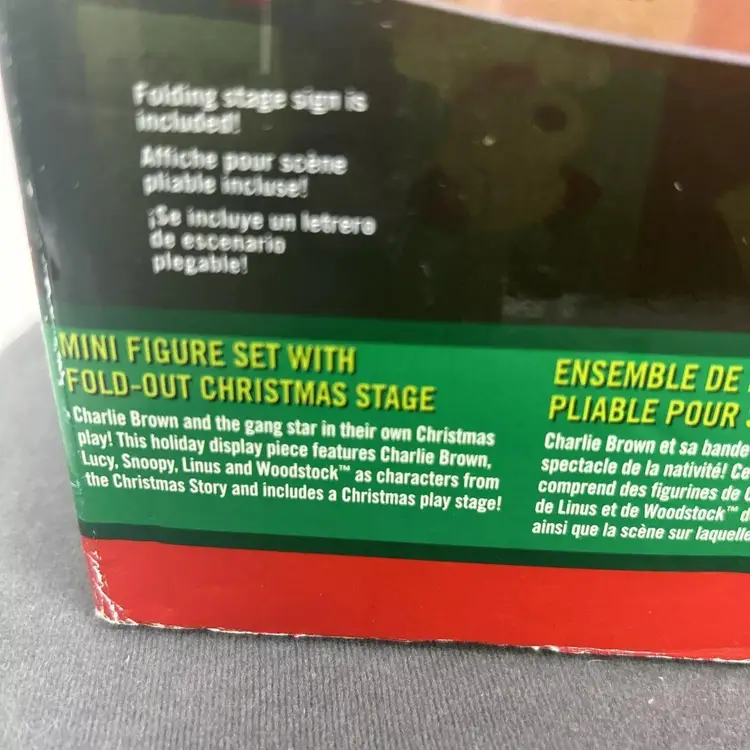 Folding stage sign is
included!
Affiche pour scène
pliable incluse!
¡Se incluye un letrero
de escenario
plegable!
MINI FIGURE SET WITH
FOLD-OUT CHRISTMAS STAGE
Charlie Brown and the gang star in their own Christmas
play! This holiday display piece features Charlie Brown,
Lucy, Snoopy, Linus and Woodstock™ as characters from
the Christmas Story and includes a Christmas play stage!
ENSEMBLE DE
PLIABLE POUR
Charlie Brown et sa bande
spectacle de la nativité! Ce
comprend des figurines de
de Linus et de Woodstock™
ainsi que la scène sur laquelle